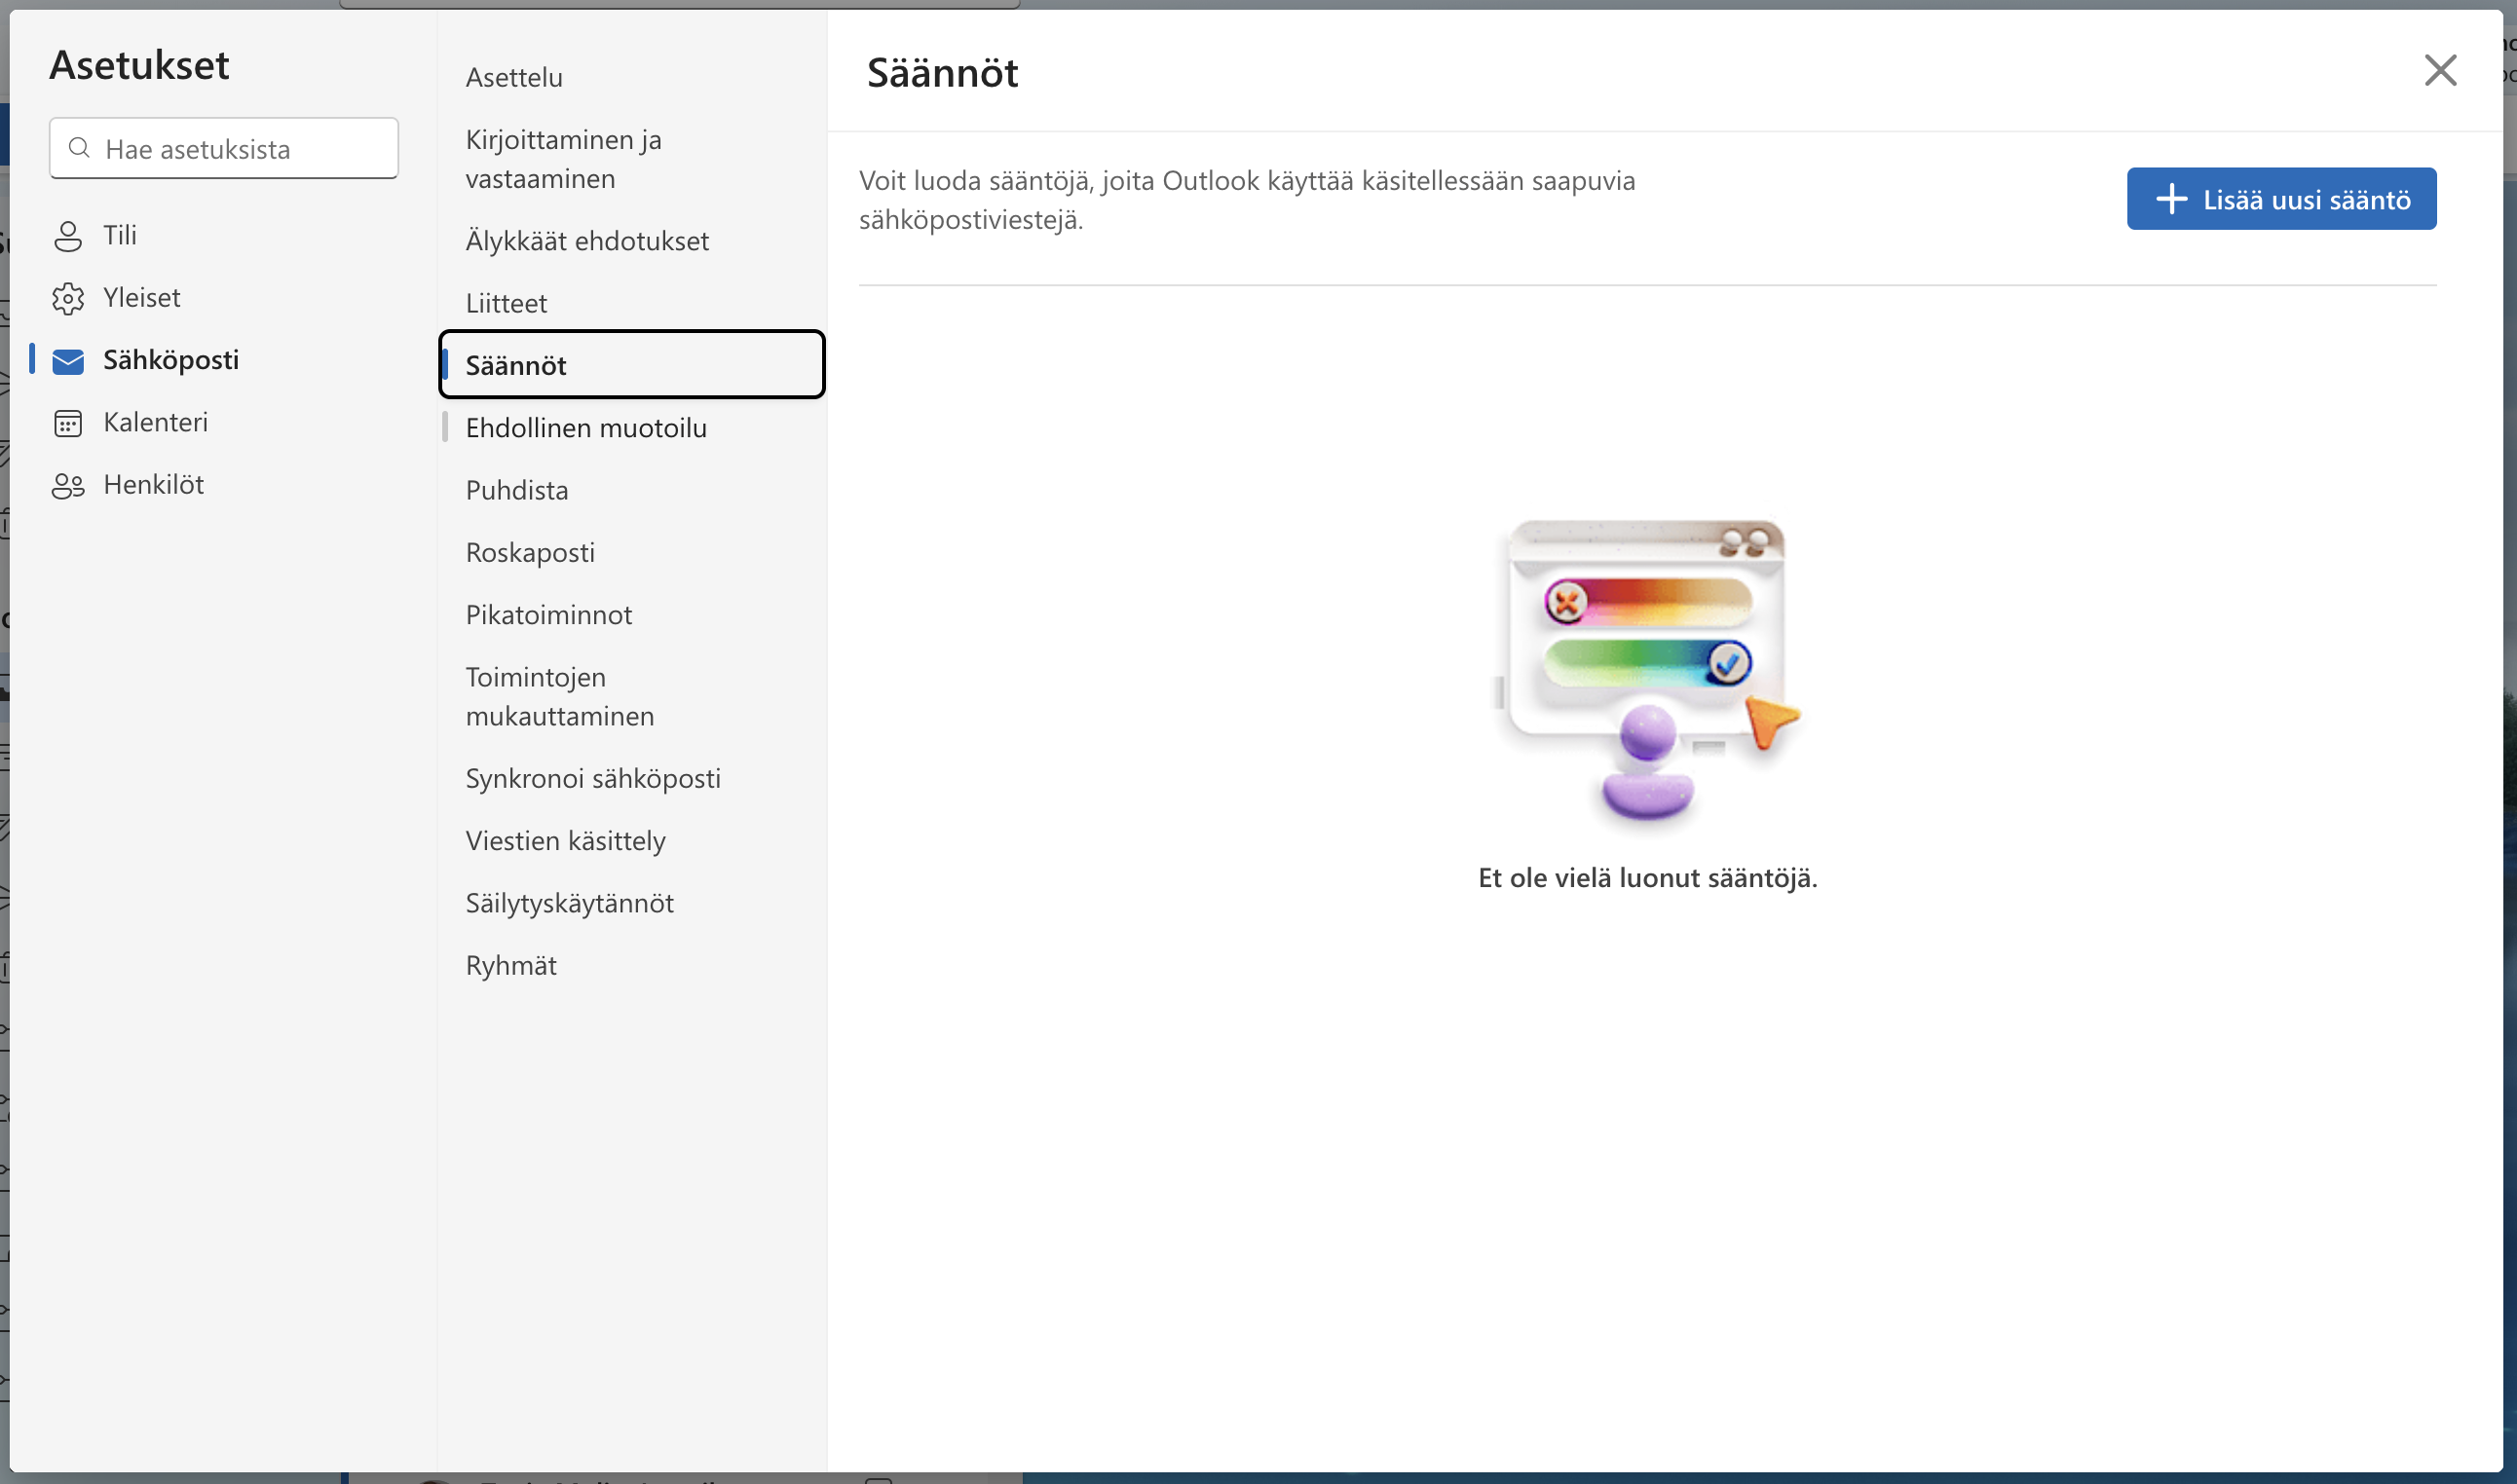 Asetukset
Hae asetuksista
Tili
Yleiset
Sähköposti
Kalenteri
Henkilöt
Asettelu
Kirjoittaminen ja
vastaaminen
Älykkäät ehdotukset
Liitteet
Säännöt
Ehdollinen muotoilu
Puhdista
Roskaposti
Pikatoiminnot
Toimintojen
mukauttaminen
Synkronoi sähköposti
Viestien käsittely
Säilytyskäytännöt
Ryhmät
Säännöt
Voit luoda sääntöjä, joita Outlook käyttää käsitellessään saapuvia
sähköpostiviestejä.
Lisää uusi sääntö
Et ole vielä luonut sääntöjä.